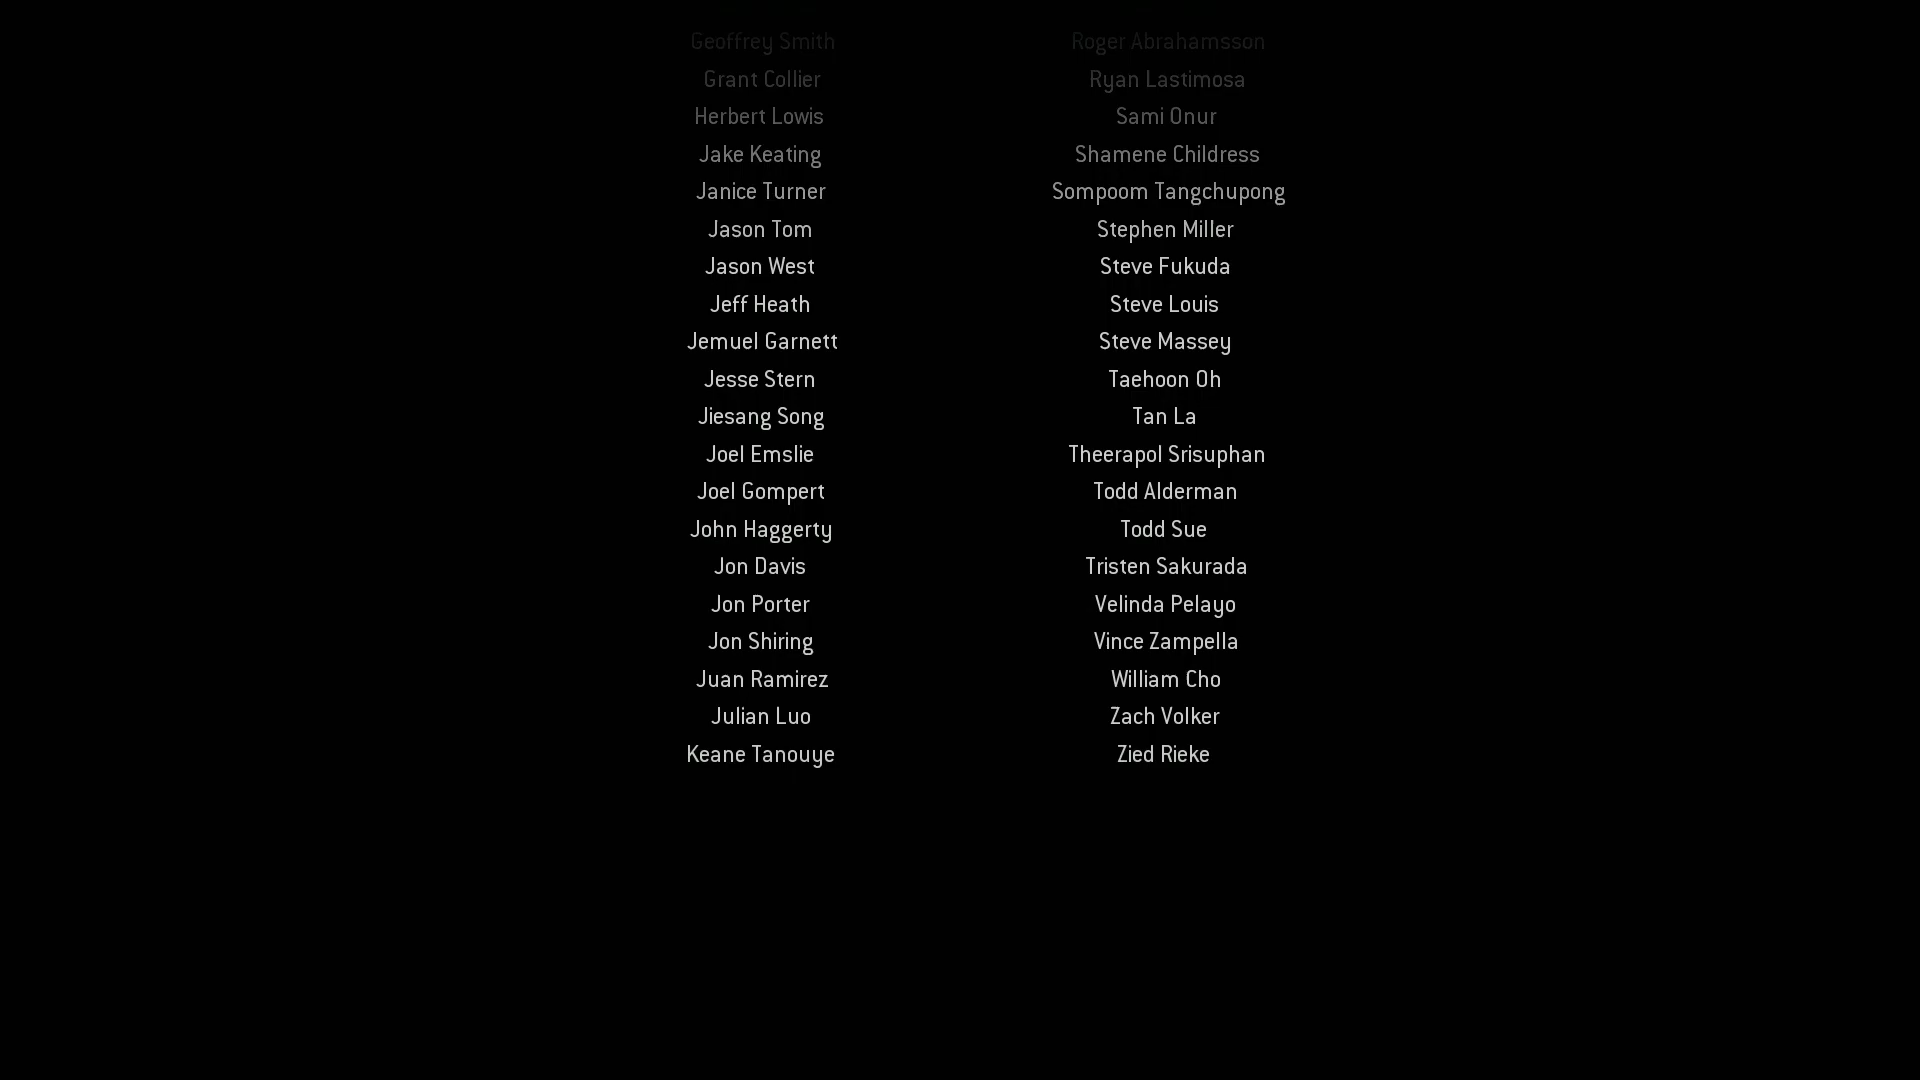 Geoffrey Smith
Grant Collier
Herbert Lowis
Jake Keating
Janice Turner
Jason Tom
Jason West
Jeff Heath
Jemuel Garnett
Jesse Stern
Jiesang Song
Joel Emslie
Joel Gompert
John Haggerty
Jon Davis
Jon Porter
Jon Shiring
Juan Ramirez
Julian Luo
Keane Tanouye
Roger Abrahamsson
Ryan Lastimosa
Sami Onur
Shamene Childress
Sompoom Tangchupong
Stephen Miller
Steve Fukuda
Steve Louis
Steve Massey
Taehoon Oh
Tan La
Theerapol Srisuphan
Todd Alderman
Todd Sue
Tristen Sakurada
Velinda Pelayo
Vince Zampella
William Cho
Zach Volker
Zied Rieke